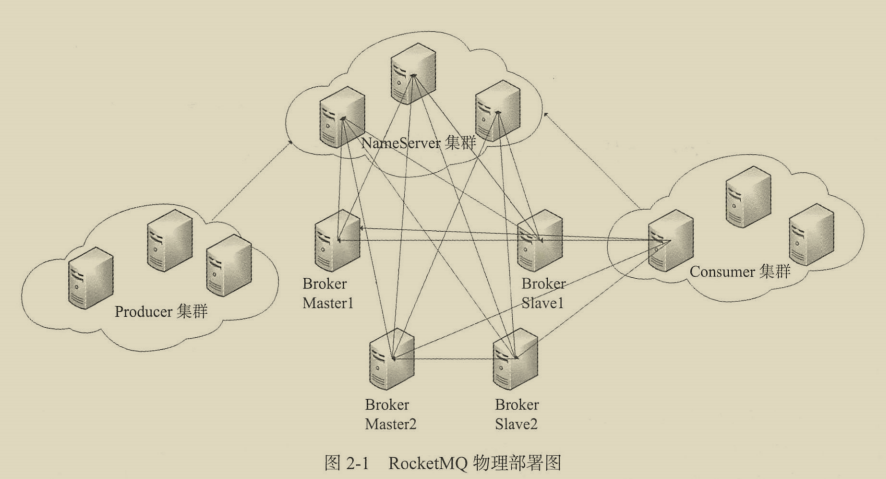 NameServer 集群
Broker
Master1
Broker
Slave1
Consumer 集群
Producer 集群
Broker
Master2
Broker
Slave2
图 2-1 RocketMQ 物理部署图